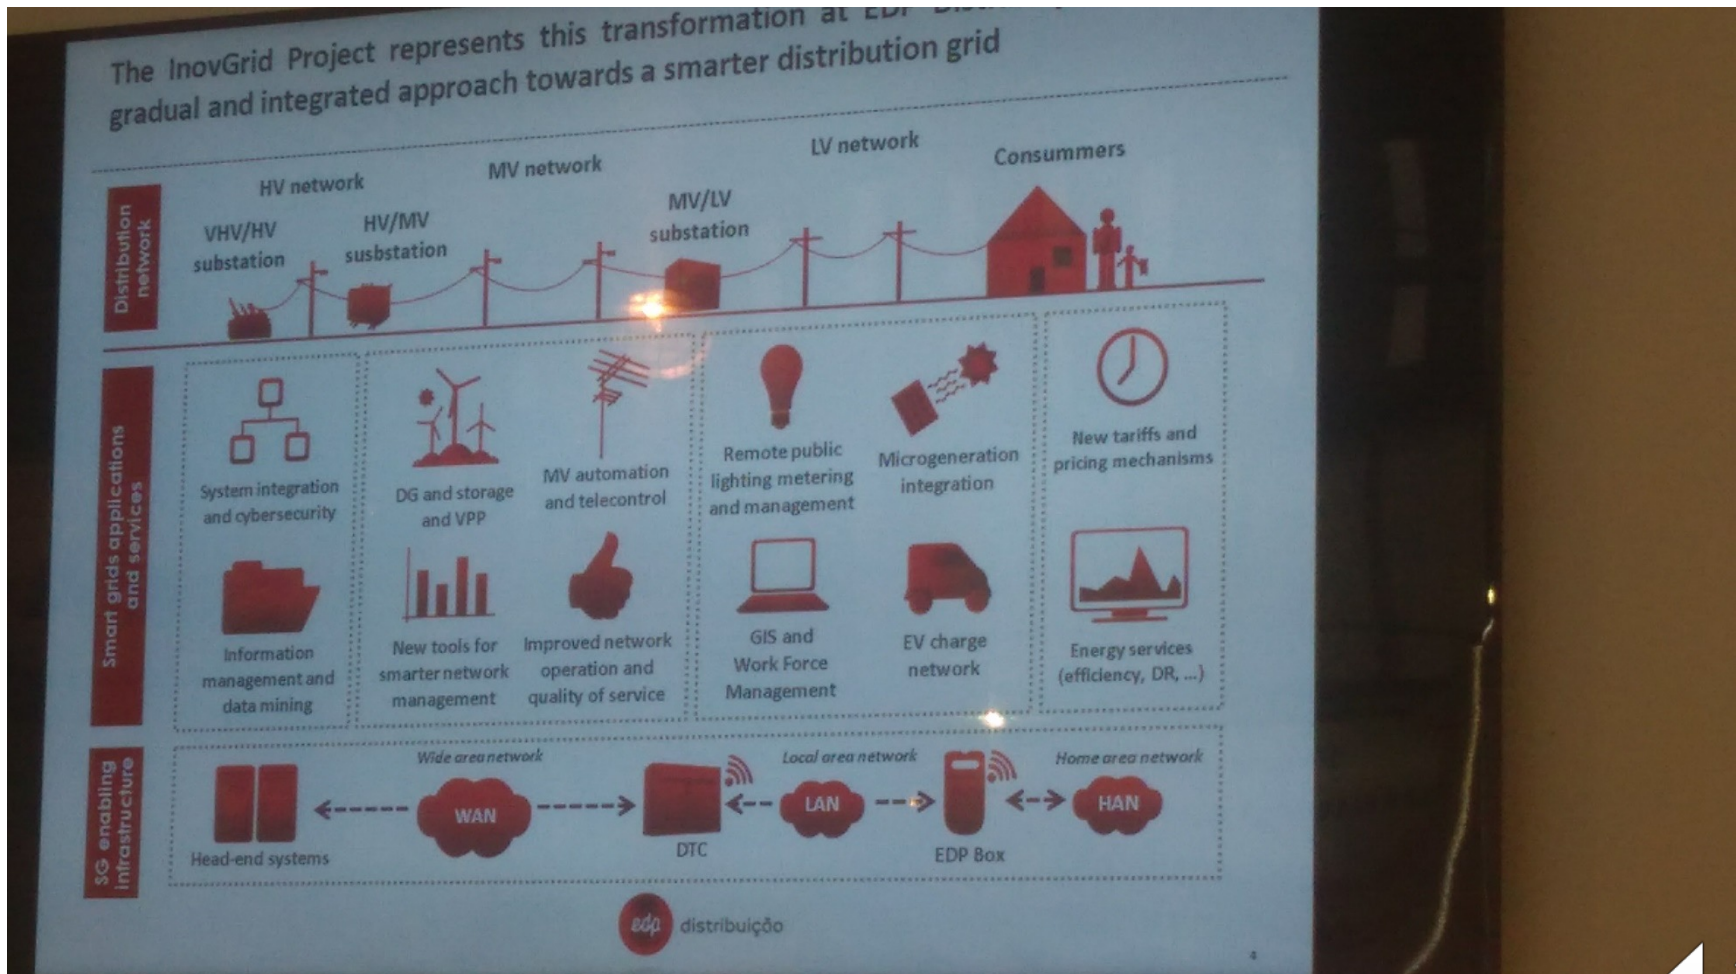 The InovGrid Project represents this transformation at EDP
gradual and integrated approach towards a smarter distribution grid
Distribution
network
HV network
MV network
LV network
Consummers
VHV/HV
substation
HV/MV
susbstation
MV/LV
substation
Smart grids applications
and services
System integration
and cybersecurity
DG and storage
and VPP
MV automation
and telecontrol
Remote public
lighting metering
and management
Microgeneration
integration
New tariffs and
pricing mechanisms
Information
management and
data mining
New tools for
smarter network
management
Improved network
operation and
quality of service
GIS and
Work Force
Management
EV charge
network
Energy services
(efficiency, DR, ...)
SG enabling
infrastructure
Wide area network
Local area network
Home area network
WAN
LAN
HAN
Head-end systems
DTC
EDP Box
edp distribuição
4